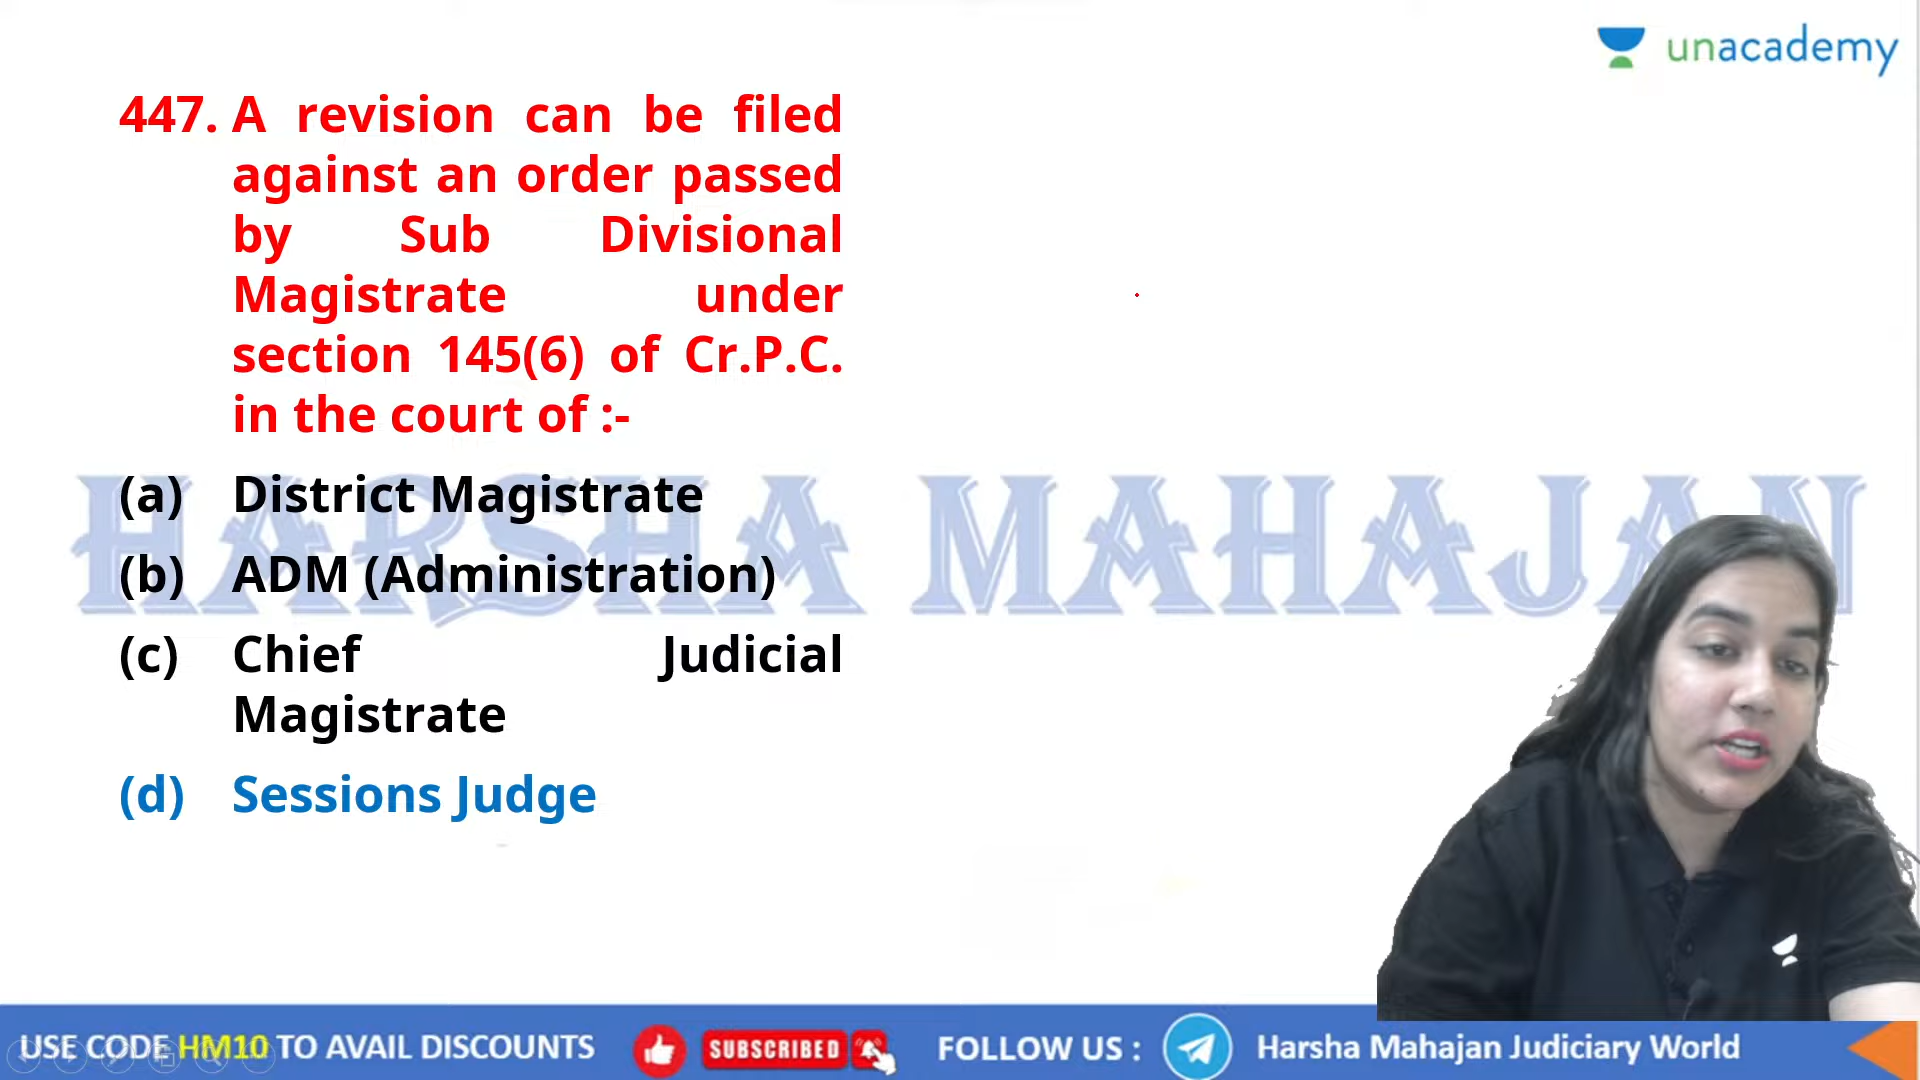 unacademy
447. A revision can be filed
against an order passed
by Sub Divisional
Magistrate under
section 145(6) of Cr.P.C.
in the court of :-
(a) District Magistrate
(b) ADM (Administration)
(c) Chief Judicial
Magistrate
(d) Sessions Judge
HARSHA MAHAJAN
USE CODE HM10 TO AVAIL DISCOUNTS
SUBSCRIBED
FOLLOW US :
Harsha Mahajan Judiciary World